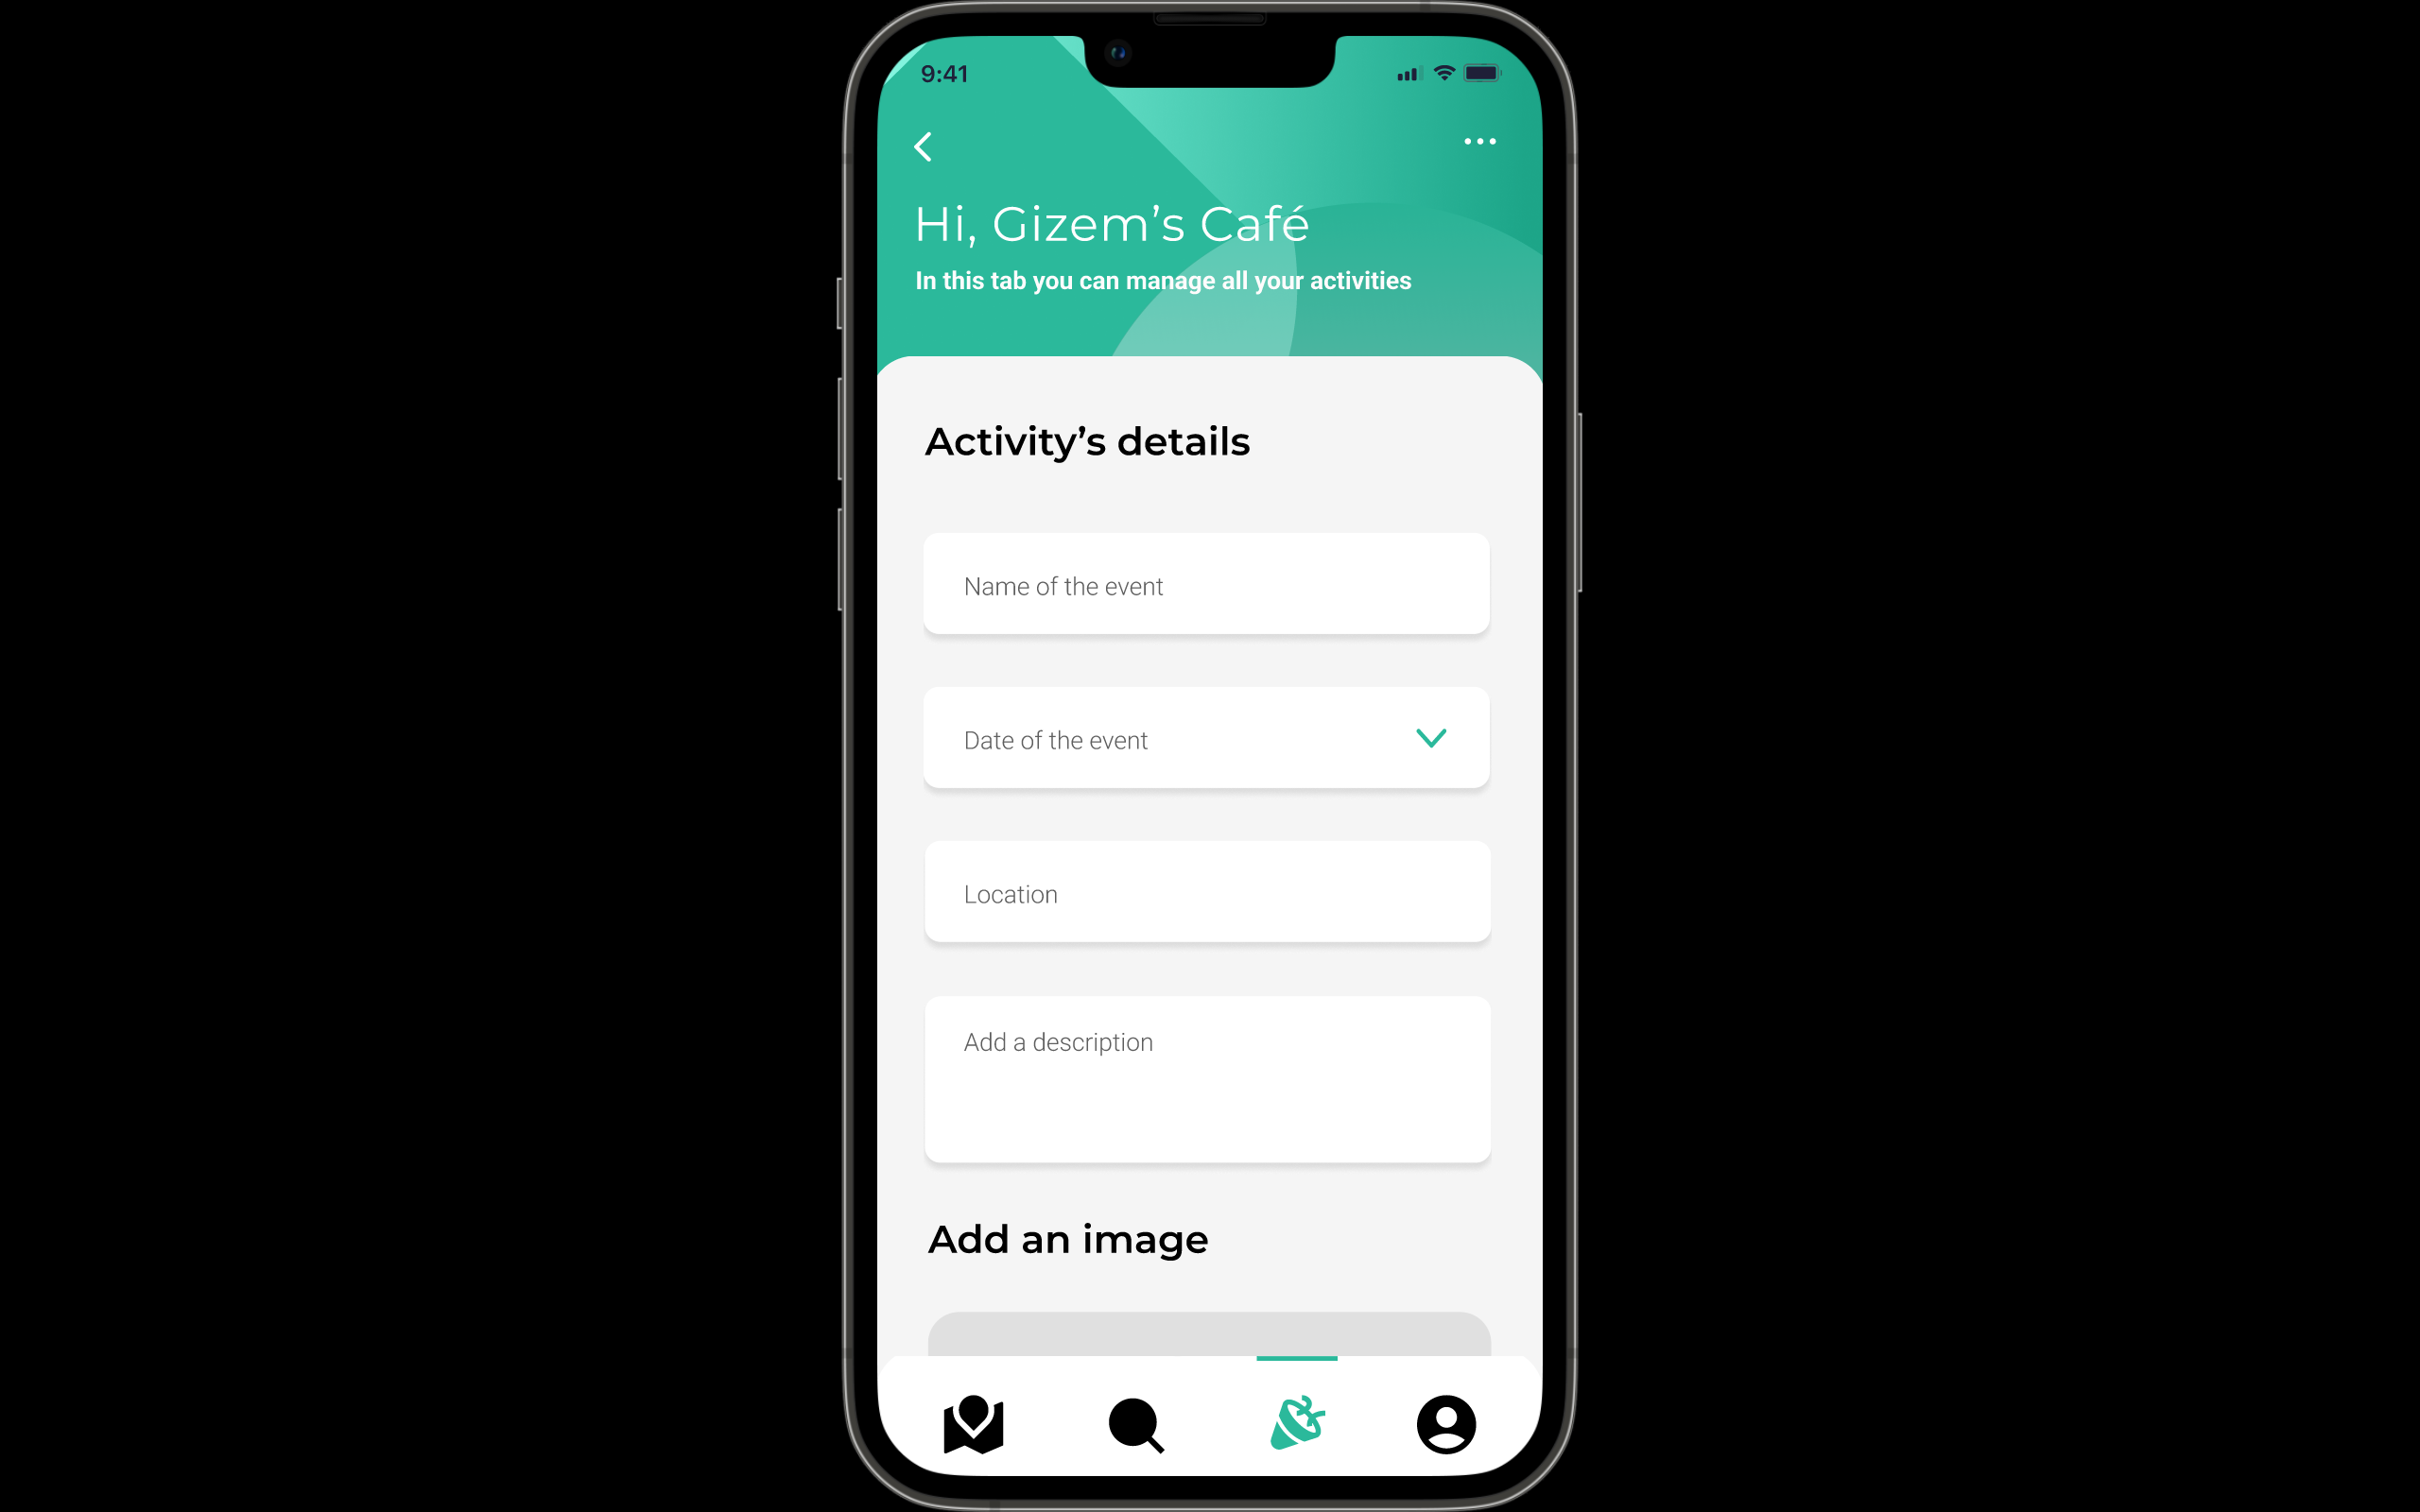 9:41
Hi, Gizem’s Café
In this tab you can manage all your activities
Activity’s details
Name of the event
Date of the event
Location
Add a description
Add an image